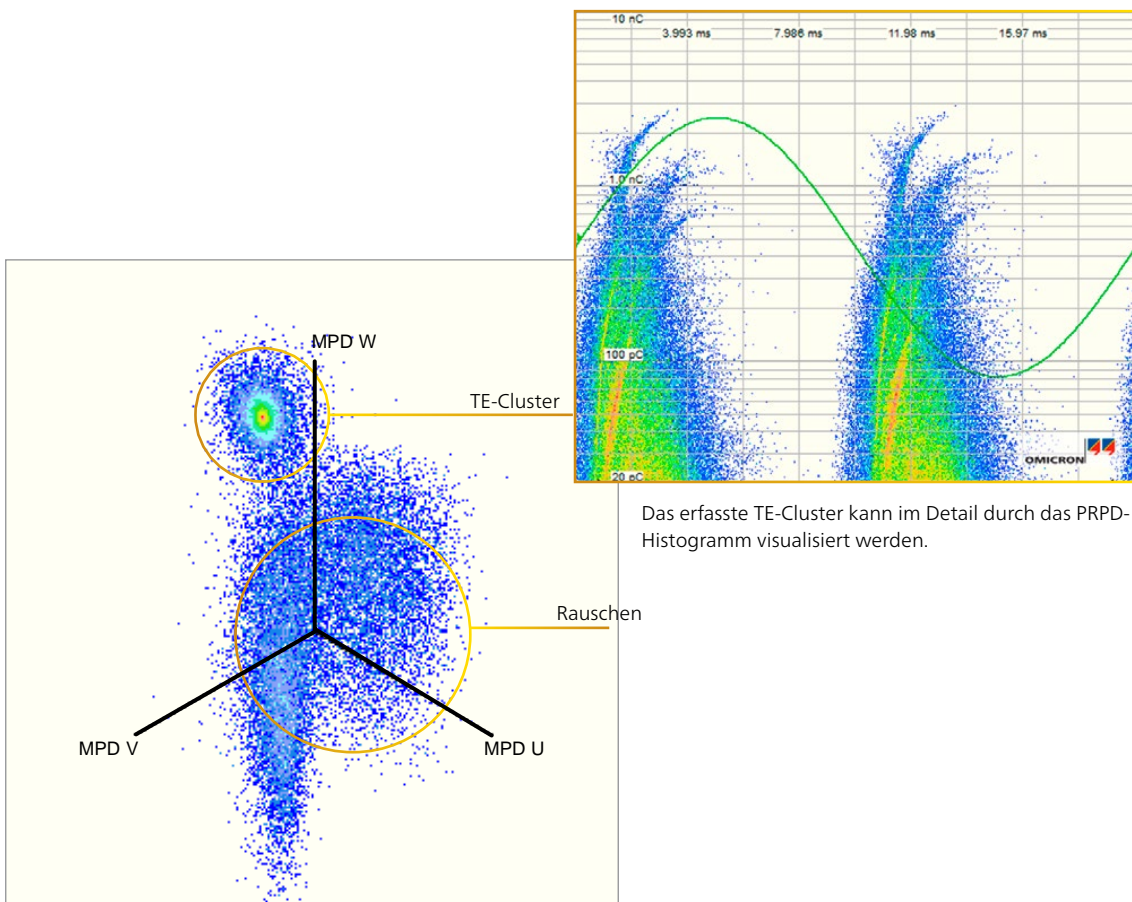 10 nC
3.993 ms 7.986 ms 11.98 ms 15.97 ms
1.0 nC
100 pC
20 pC
OMICRON
MPD W
TE-Cluster
Das erfasste TE-Cluster kann im Detail durch das PRPD-
Histogramm visualisiert werden.
Rauschen
MPD V
MPD U